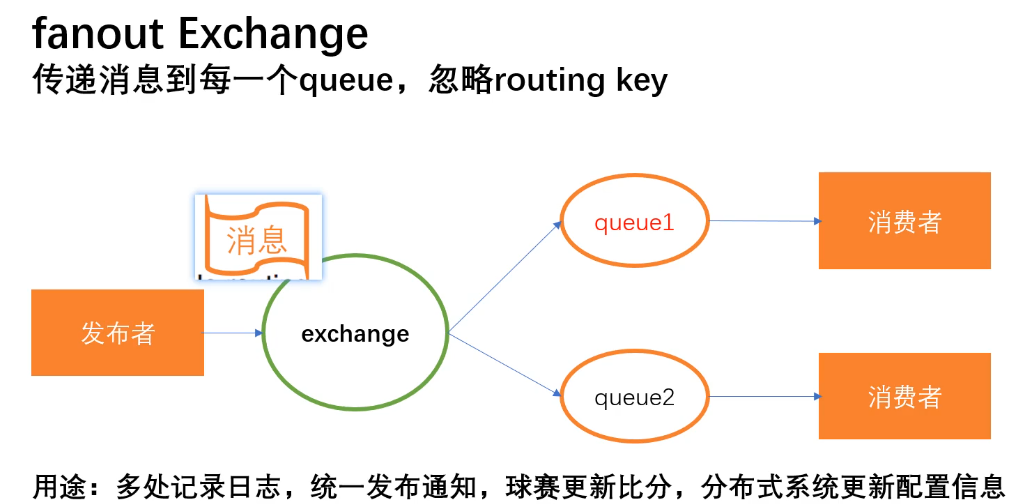 fanout Exchange
传递消息到每一个queue，忽略routing key
消息
发布者
exchange
queue1
消费者
queue2
消费者
用途：多处记录日志，统一发布通知，球赛更新比分，分布式系统更新配置信息